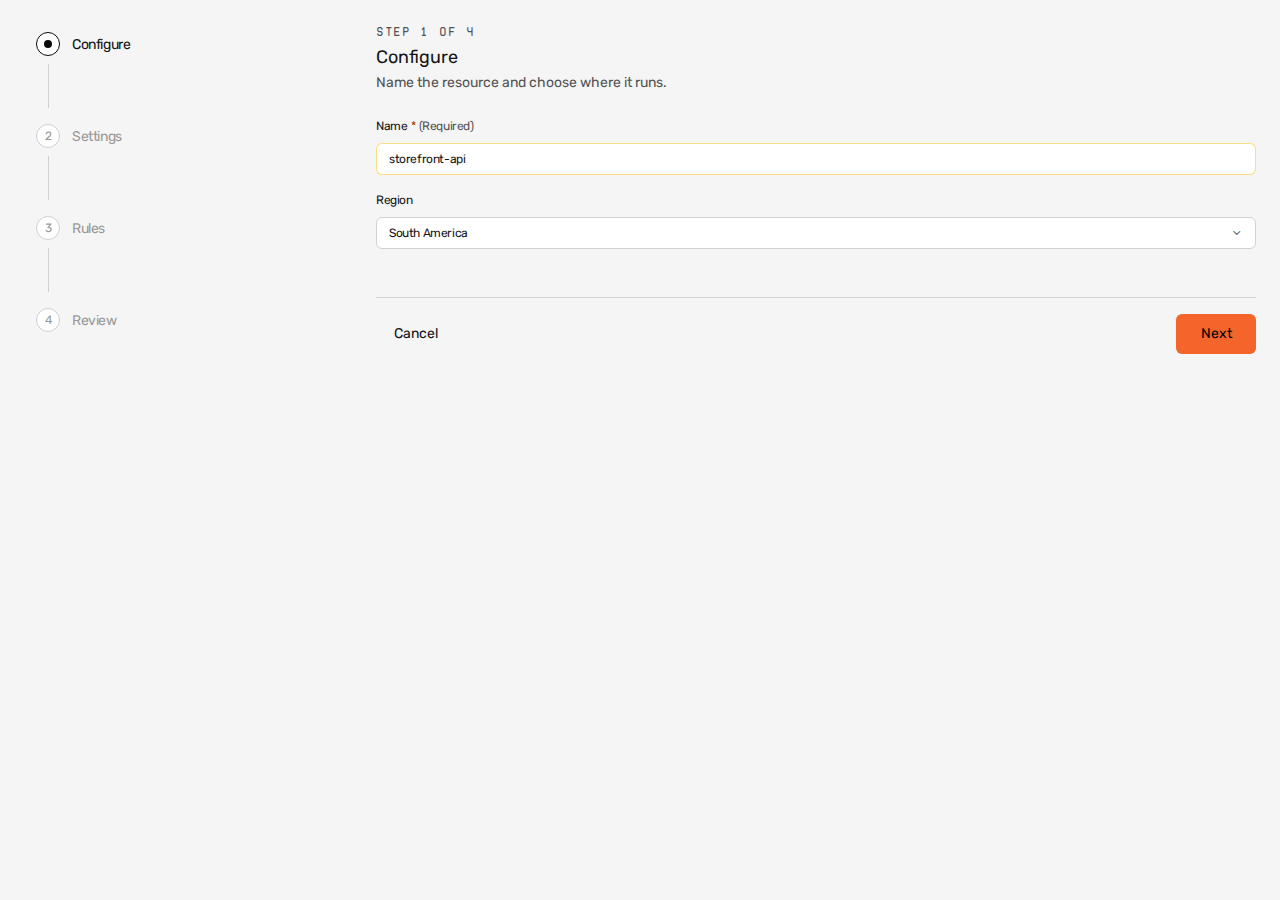 Configure
2 Settings
3 Rules
4 Review
STEP 1 OF 4
Configure
Name the resource and choose where it runs.
Name * (Required)
storefront-api
Region
South America
Cancel
Next